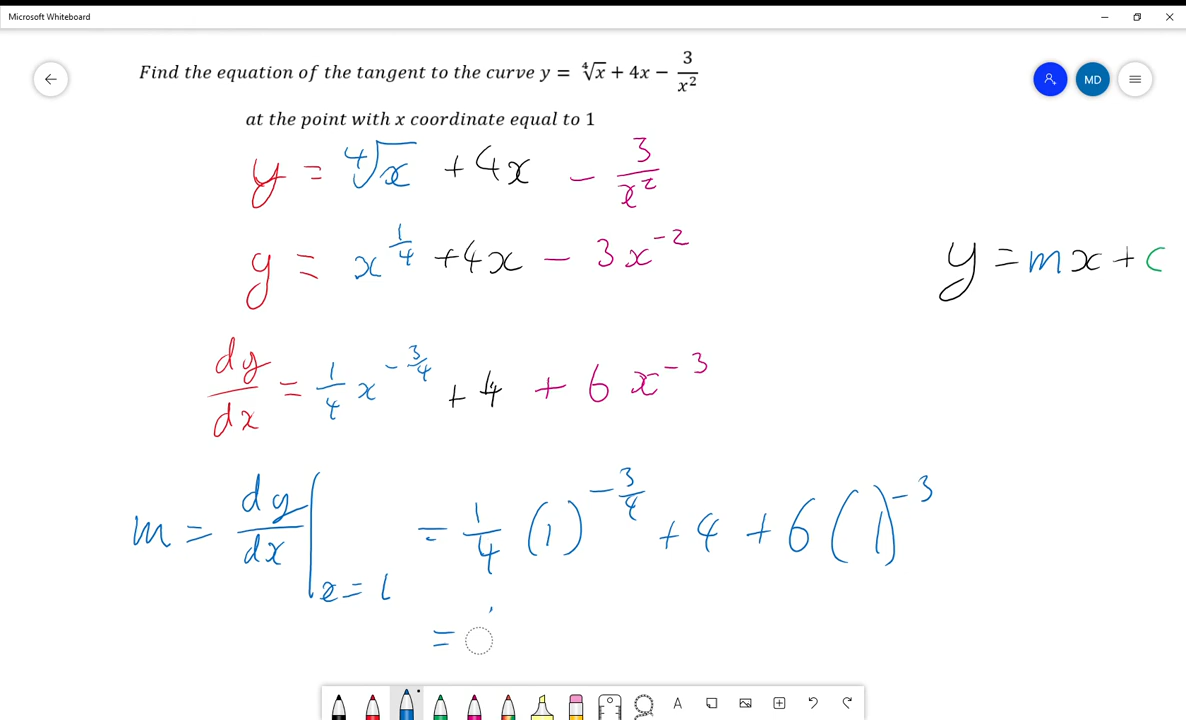 Microsoft Whiteboard
Find the equation of the tangent to the curve y = ∜x + 4x − 3/x²
MD
at the point with x coordinate equal to 1
y = ∜x + 4x − 3/x²
y = x^(1/4) + 4x − 3x^(−2)
y = mx + c
dy/dx = 1/4 x^(−3/4) + 4 + 6x^(−3)
m = dy/dx |x=1 = 1/4 (1)^(−3/4) + 4 + 6(1)^(−3)
=
A